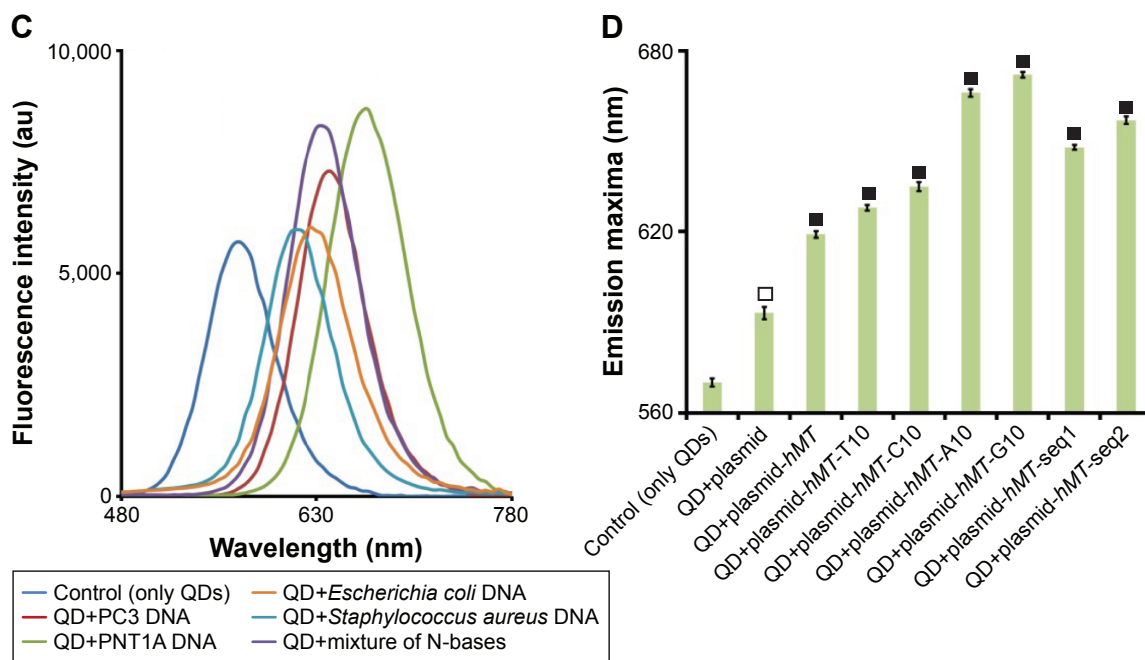 C
10,000
5,000
0
480
630
780
Fluorescence intensity (au)
Wavelength (nm)
Control (only QDs)
QD+PC3 DNA
QD+PNT1A DNA
QD+Escherichia coli DNA
QD+Staphylococcus aureus DNA
QD+mixture of N-bases
D
680
620
560
Emission maxima (nm)
Control (only QDs)
QD+plasmid
QD+plasmid-hMT
QD+plasmid-hMT-T10
QD+plasmid-hMT-C10
QD+plasmid-hMT-A10
QD+plasmid-hMT-G10
QD+plasmid-hMT-seq1
QD+plasmid-hMT-seq2